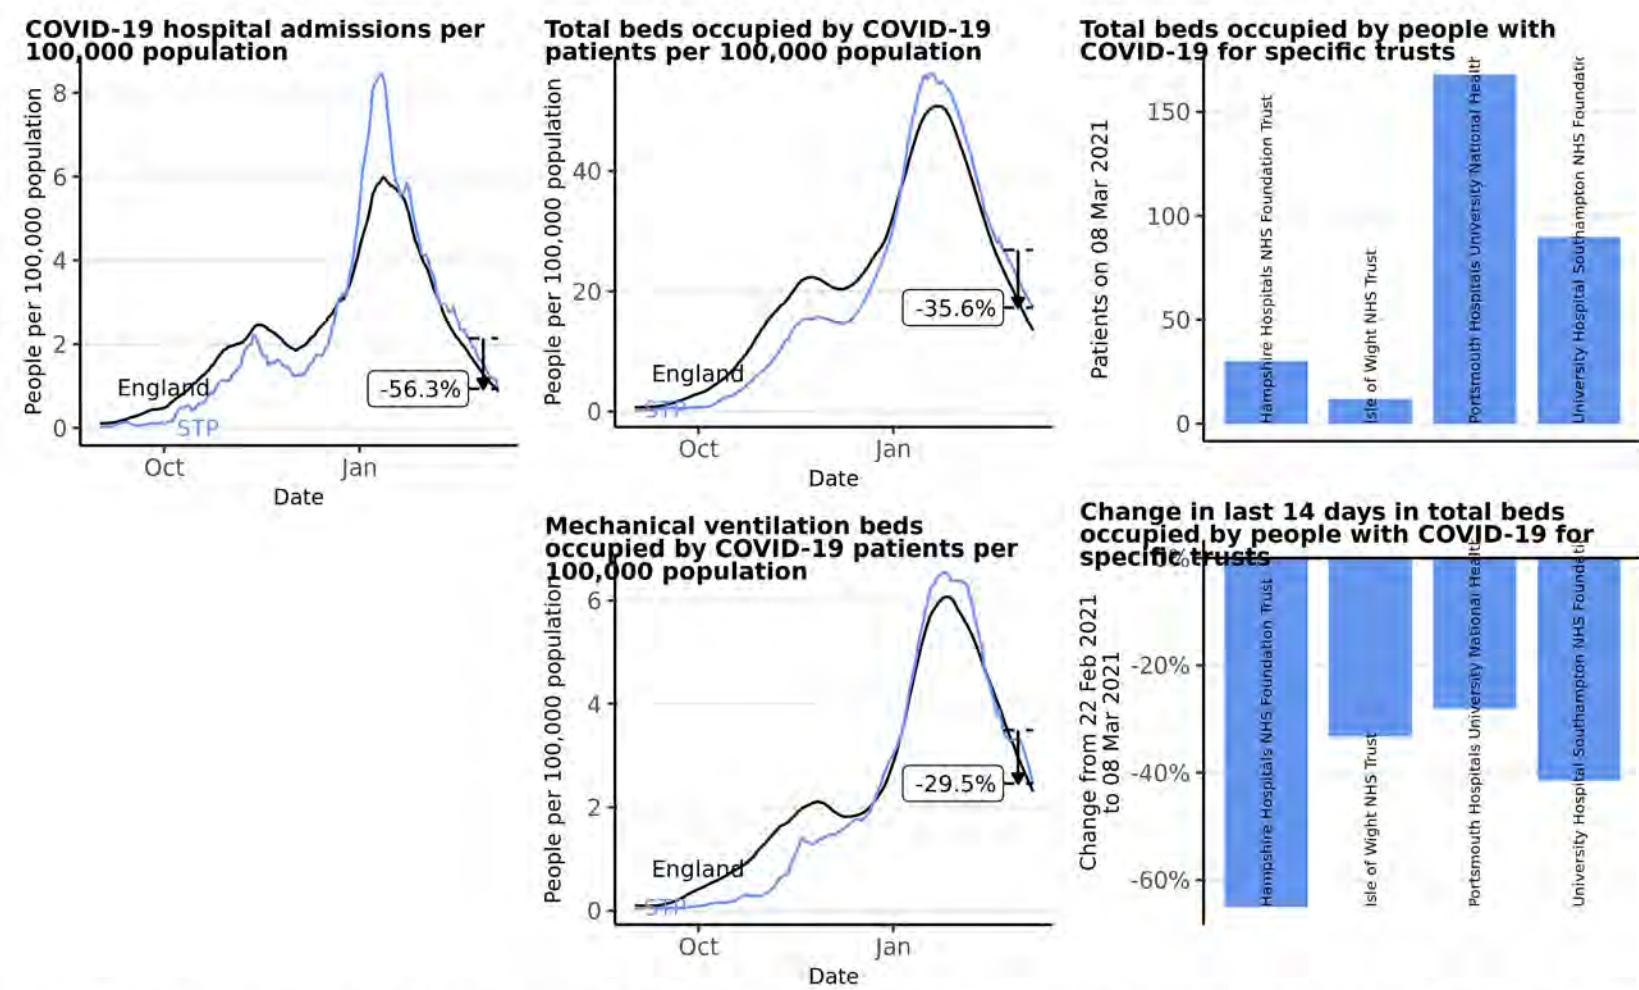 COVID-19 hospital admissions per
100,000 population
People per 100,000 population
8
6
4
2
0
England
STP
-56.3%
Oct
Jan
Date
Total beds occupied by COVID-19
patients per 100,000 population
People per 100,000 population
40
20
0
England
STP
-35.6%
Oct
Jan
Date
Total beds occupied by people with
COVID-19 for specific trusts
Patients on 08 Mar 2021
150
100
50
0
Hampshire Hospitals NHS Foundation Trust
Isle of Wight NHS Trust
Portsmouth Hospitals University National Health
University Hospital Southampton NHS Foundatio
Mechanical ventilation beds
occupied by COVID-19 patients per
100,000 population
People per 100,000 population
6
4
2
0
England
STP
-29.5%
Oct
Jan
Date
Change in last 14 days in total beds
occupied by people with COVID-19 for
specific trusts
Change from 22 Feb 2021
to 08 Mar 2021
0%
-20%
-40%
-60%
Hampshire Hospitals NHS Foundation Trust
Isle of Wight NHS Trust
Portsmouth Hospitals University National Health
University Hospital Southampton NHS Foundatio